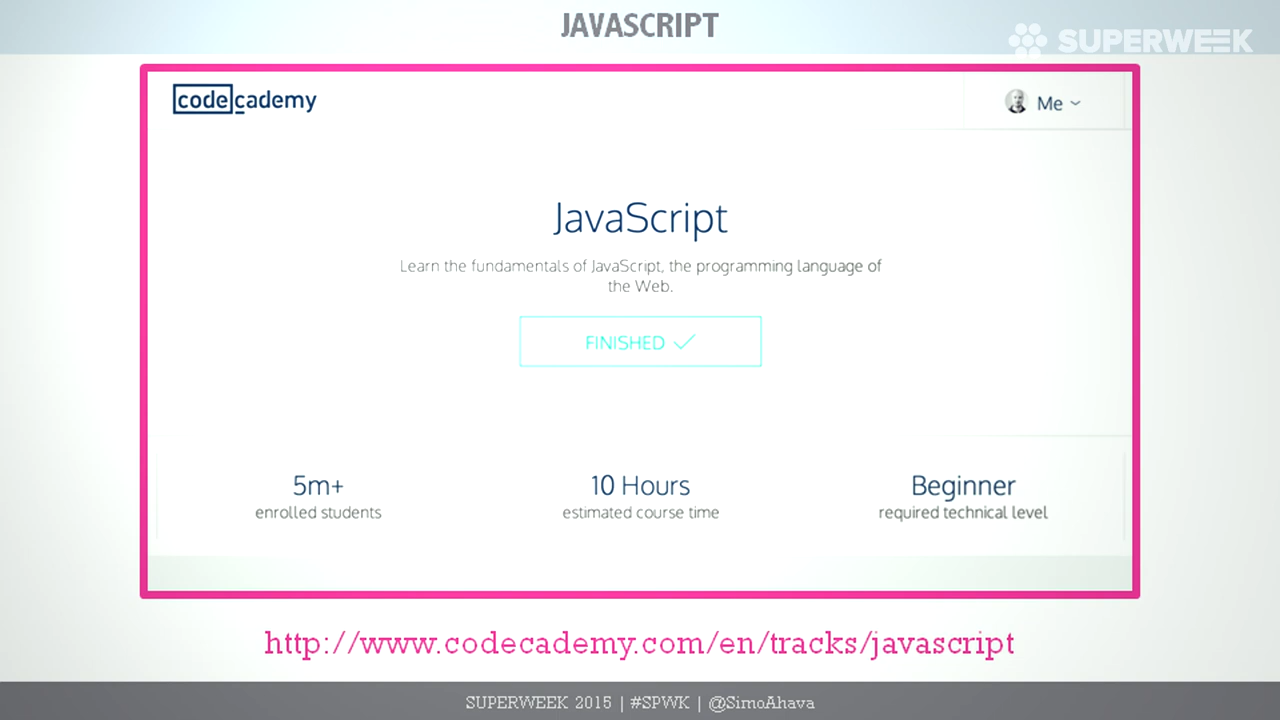 JAVASCRIPT
SUPERWEEK
codecademy
Me
JavaScript
Learn the fundamentals of JavaScript, the programming language of
the Web.
FINISHED
5m+
enrolled students
10 Hours
estimated course time
Beginner
required technical level
http://www.codecademy.com/en/tracks/javascript
SUPERWEEK 2015 | #SPWK | @SimoAhava